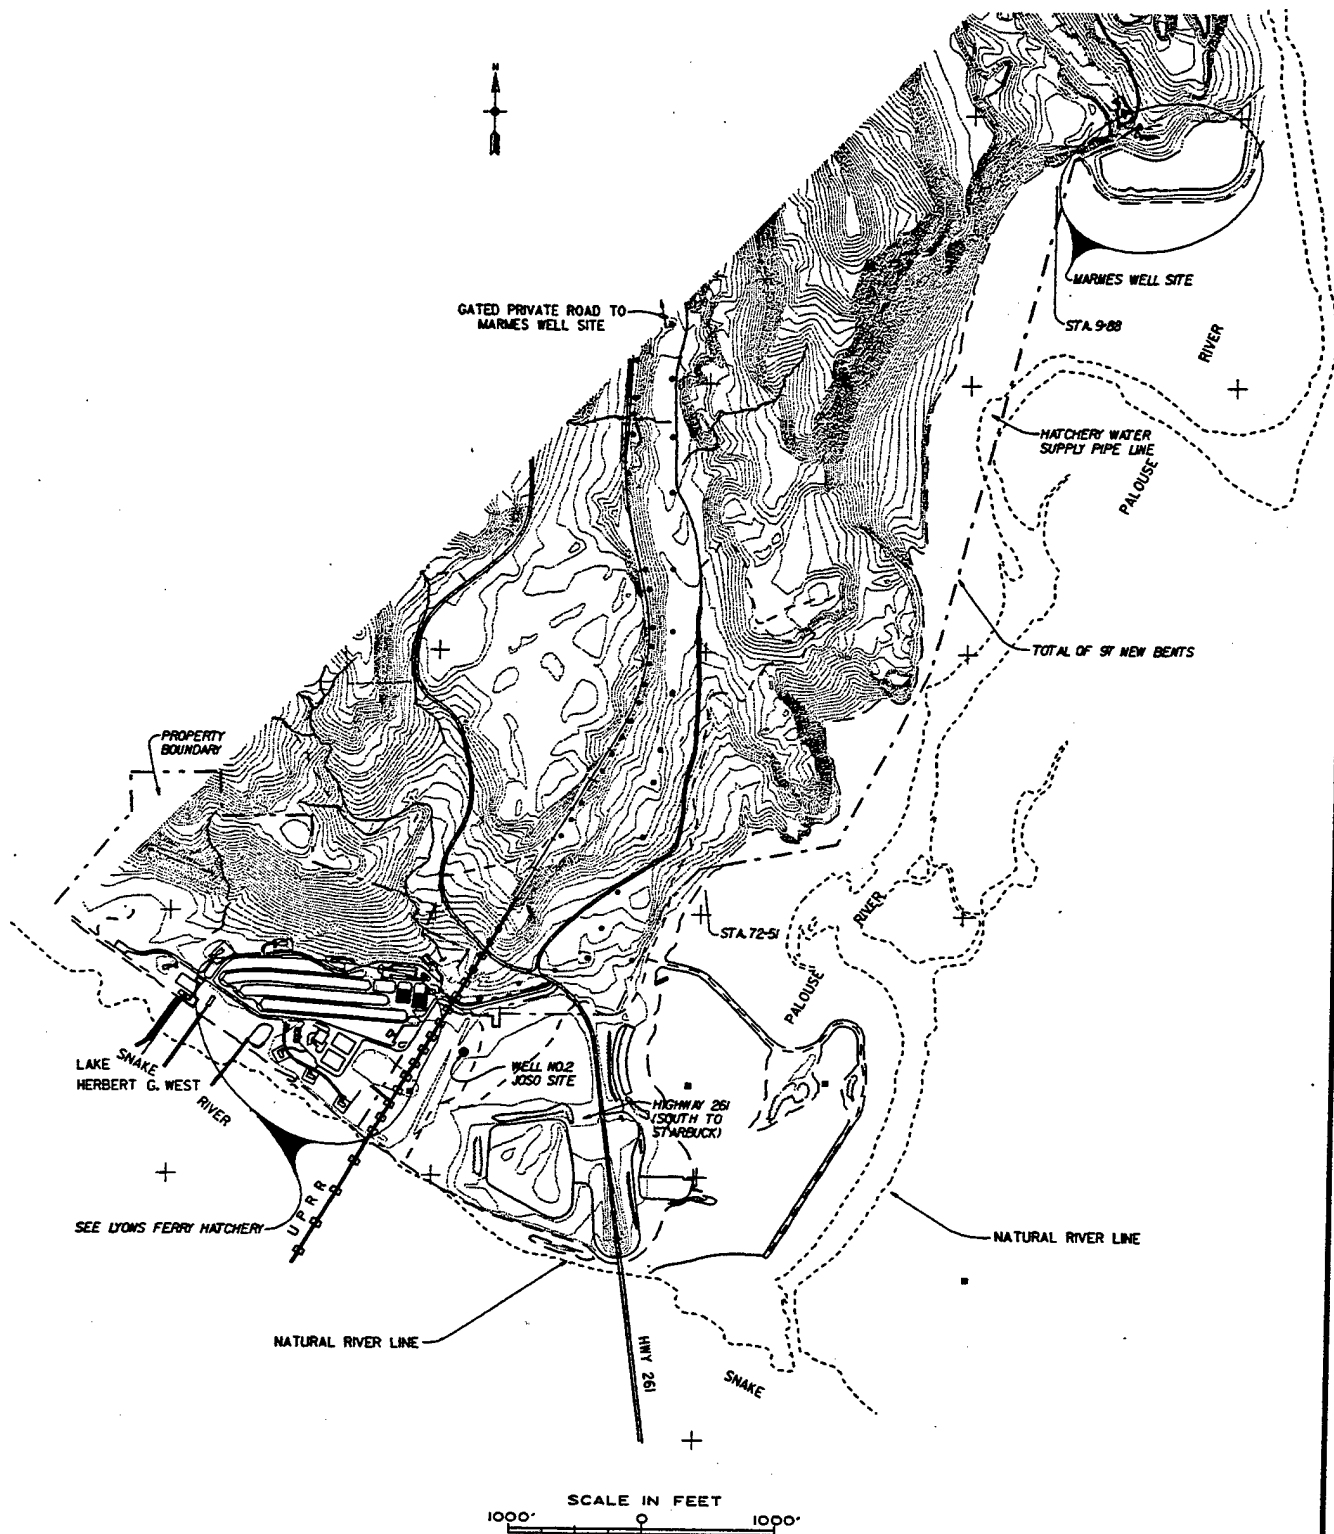 N
GATED PRIVATE ROAD TO
MARMES WELL SITE
MARMES WELL SITE
STA. 9+88
RIVER
HATCHERY WATER
SUPPLY PIPE LINE
PALOUSE
TOTAL OF 97 NEW BENTS
PROPERTY
BOUNDARY
RIVER
STA. 72+51
PALOUSE
LAKE
HERBERT G. WEST
SNAKE
RIVER
WELL NO.2
JOSO SITE
HIGHWAY 261
(SOUTH TO
STARBUCK)
UPRR
SEE LYONS FERRY HATCHERY
NATURAL RIVER LINE
NATURAL RIVER LINE
HWY 261
SNAKE
SCALE IN FEET
1000' 0 1000'